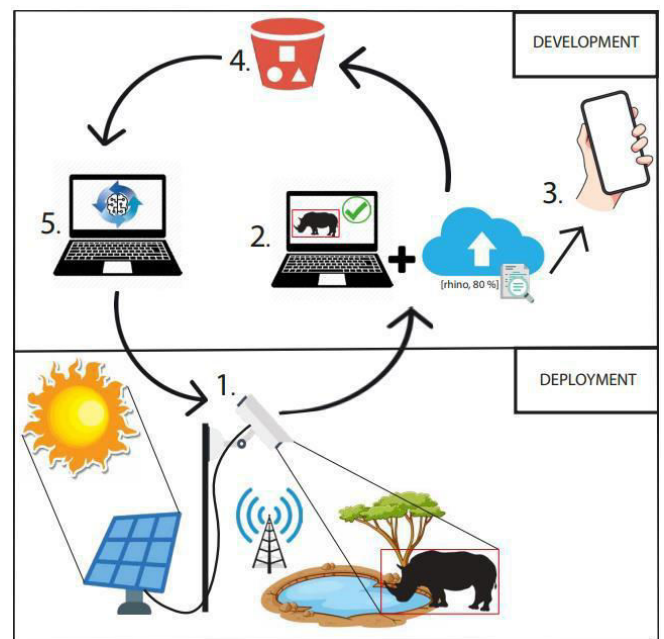 DEVELOPMENT
4.
3.
5.
2.
[rhino, 80 %]
1.
DEPLOYMENT